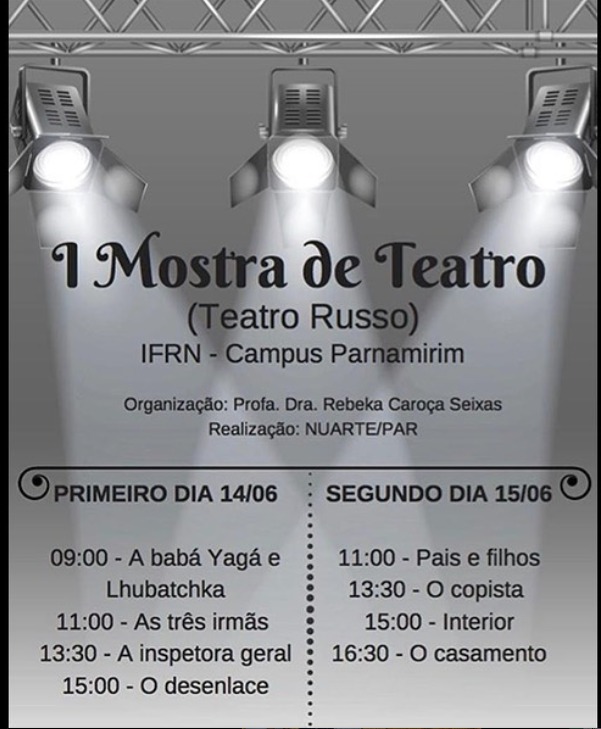 I Mostra de Teatro
(Teatro Russo)
IFRN - Campus Parnamirim
Organização: Profa. Dra. Rebeka Caroça Seixas
Realização: NUARTE/PAR
PRIMEIRO DIA 14/06
09:00 - A babá Yagá e
Lhubatchka
11:00 - As três irmãs
13:30 - A inspetora geral
15:00 - O desenlace
SEGUNDO DIA 15/06
11:00 - Pais e filhos
13:30 - O copista
15:00 - Interior
16:30 - O casamento